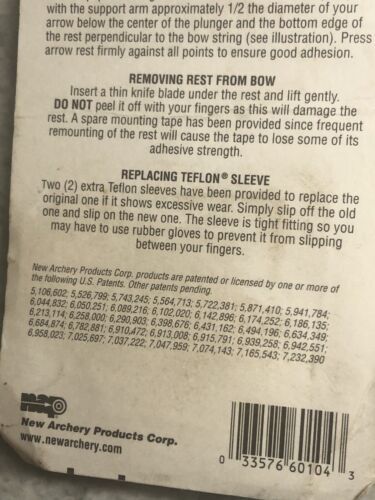 with the support arm approximately 1/2 the diameter of your
arrow below the center of the plunger and the bottom edge of
the rest perpendicular to the bow string (see illustration). Press
arrow rest firmly against all points to ensure good adhesion.
REMOVING REST FROM BOW
Insert a thin knife blade under the rest and lift gently.
DO NOT peel it off with your fingers as this will damage the
rest. A spare mounting tape has been provided since frequent
remounting of the rest will cause the tape to lose some of its
adhesive strength.
REPLACING TEFLON® SLEEVE
Two (2) extra Teflon sleeves have been provided to replace the
original one if it shows excessive wear. Simply slip off the old
one and slip on the new one. The sleeve is tight fitting so you
may have to use rubber gloves to prevent it from slipping
between your fingers.
New Archery Products Corp. products are patented or licensed by one or more of
the following U.S. Patents. Other patents pending.
5,106,602; 5,526,799; 5,743,245; 5,564,713; 5,722,381; 5,871,410; 5,941,784;
6,044,832; 6,050,251; 6,089,216; 6,102,020; 6,142,896; 6,174,252; 6,186,135;
6,213,114; 6,258,000; 6,290,903; 6,398,676; 6,431,162; 6,494,196; 6,634,349;
6,684,874; 6,782,881; 6,910,472; 6,913,008; 6,915,791; 6,939,258; 6,942,551;
6,958,023; 7,025,697; 7,037,222; 7,047,959; 7,074,143; 7,165,543; 7,232,390
nap
New Archery Products Corp.
www.newarchery.com
0 33576 60104 3